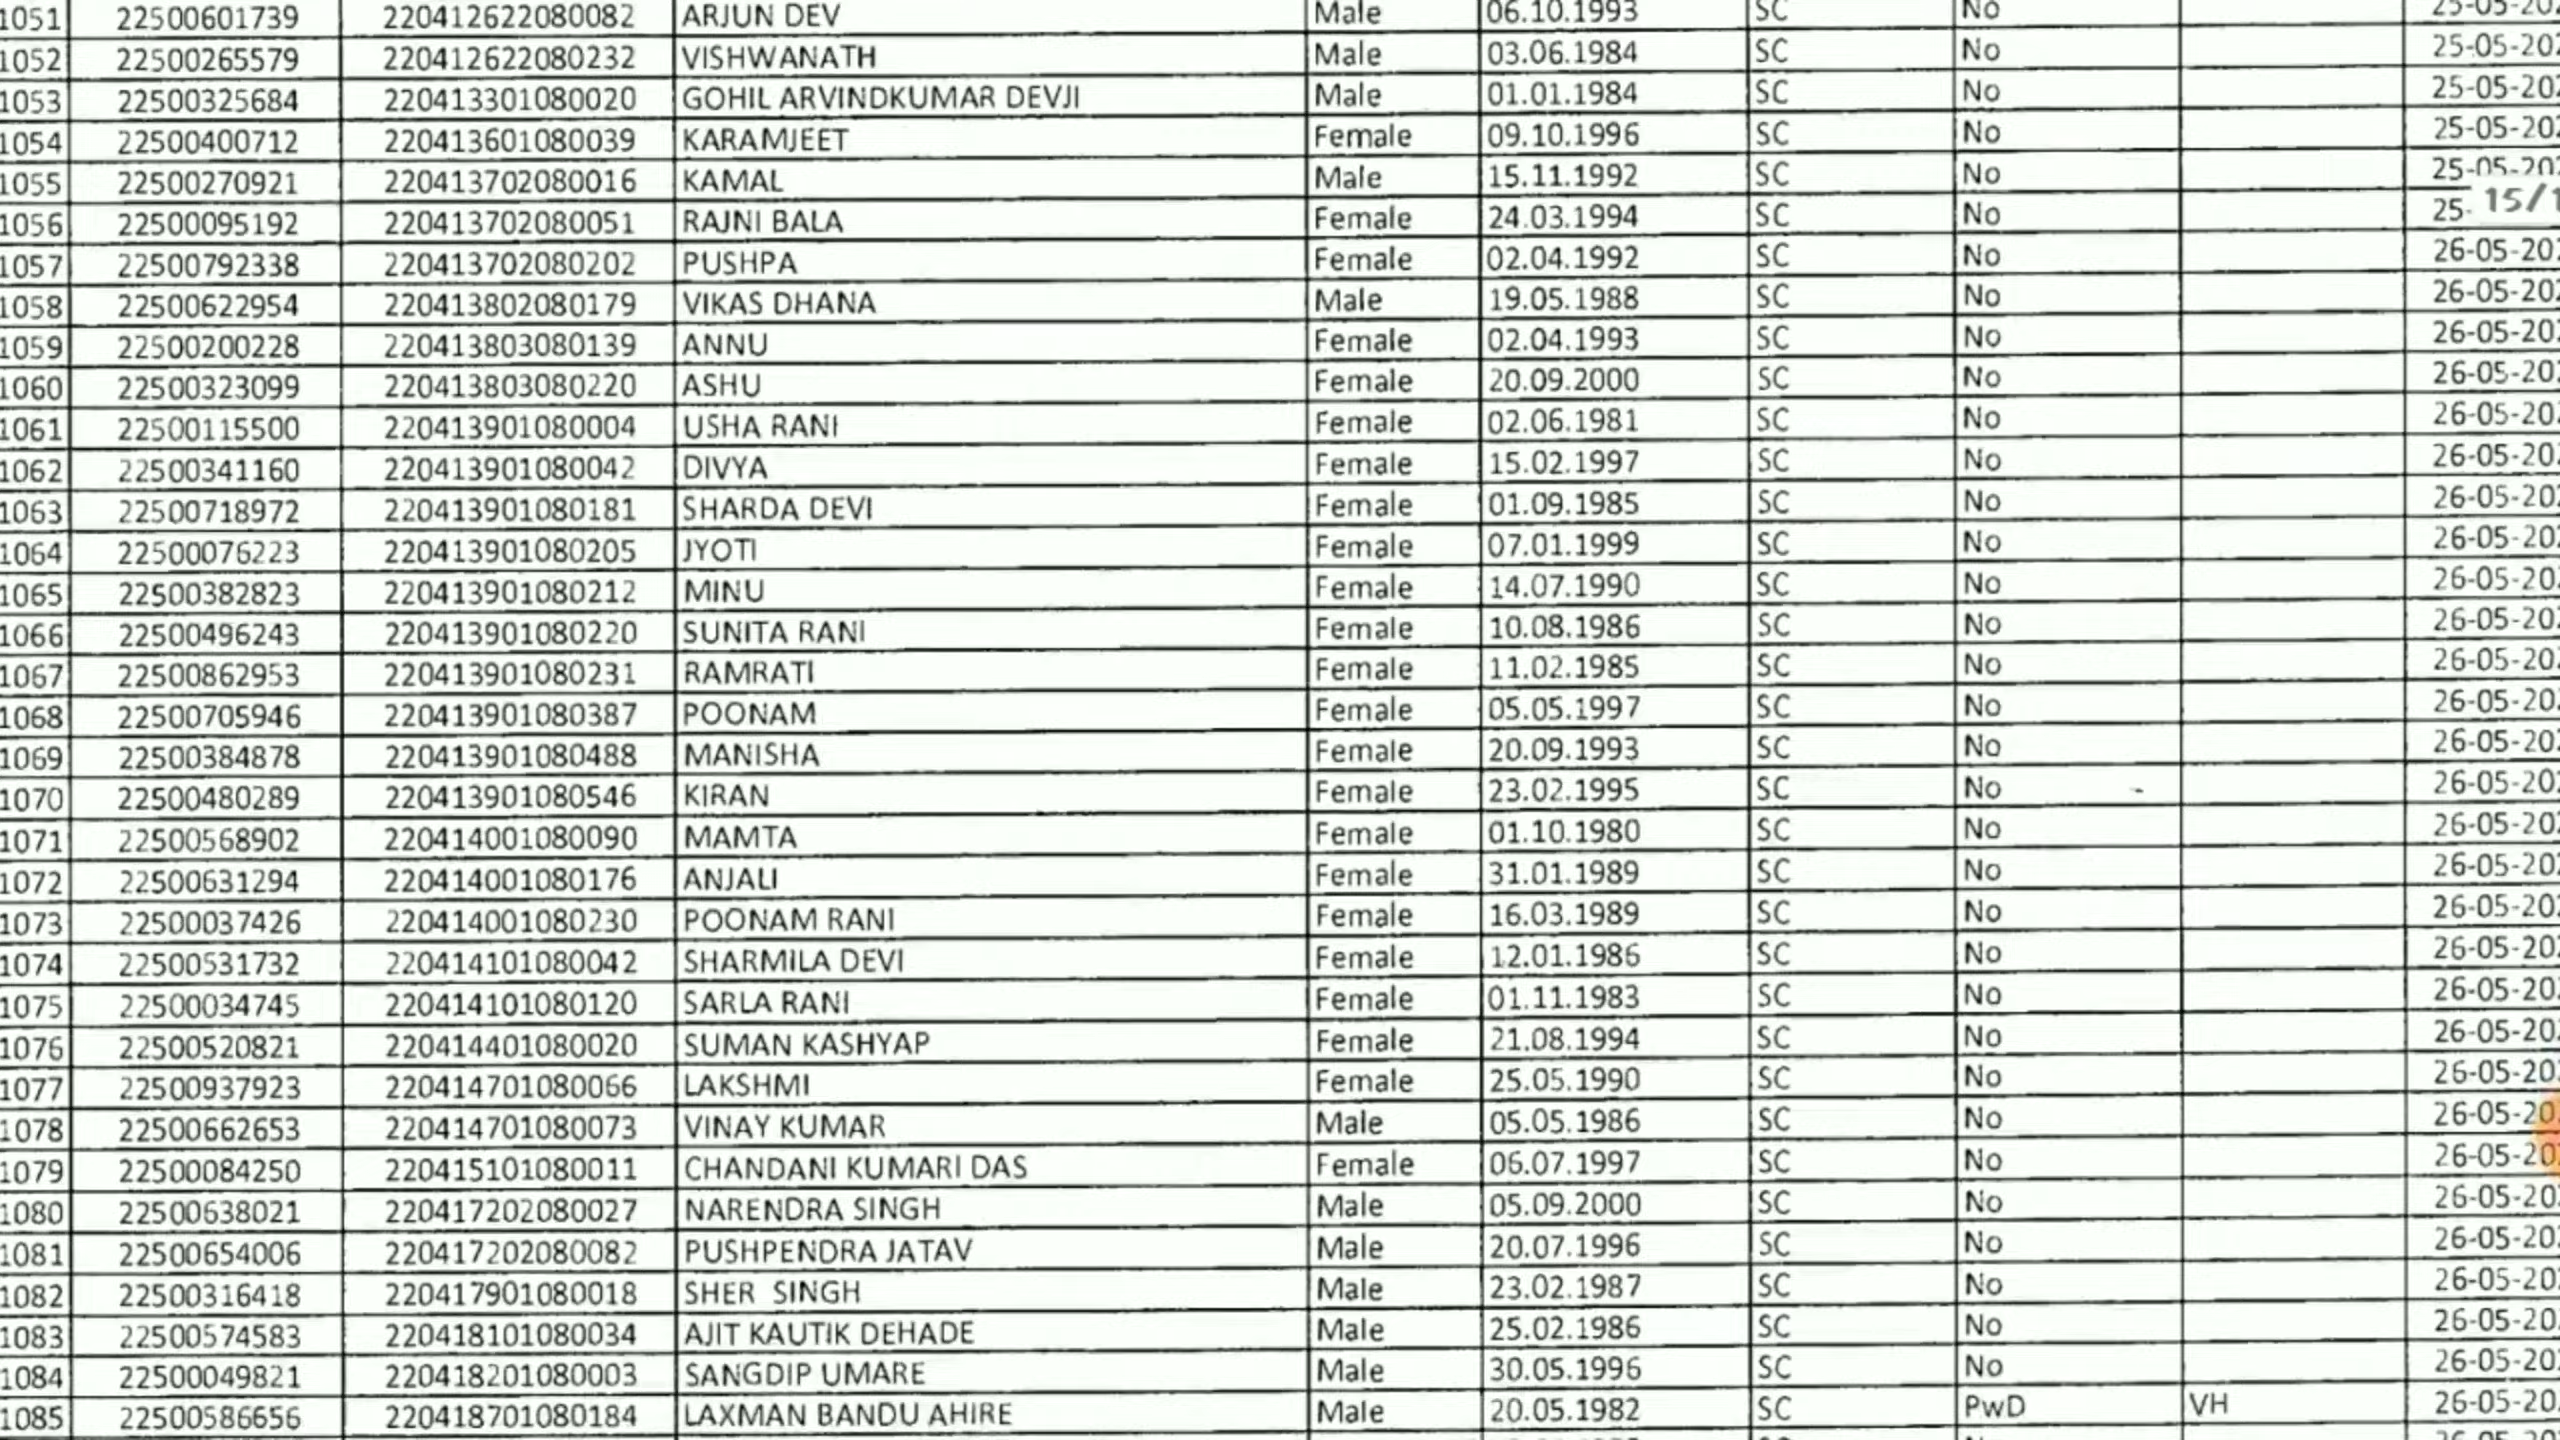 1051 22500601739 220412622080082 ARJUN DEV Male 06.10.1993 SC No 25-05-20
1052 22500265579 220412622080232 VISHWANATH Male 03.06.1984 SC No 25-05-20
1053 22500325684 220413301080020 GOHIL ARVINDKUMAR DEVJI Male 01.01.1984 SC No 25-05-20
1054 22500400712 220413601080039 KARAMJEET Female 09.10.1996 SC No 25-05-20
1055 22500270921 220413702080016 KAMAL Male 15.11.1992 SC No 25-05-20
1056 22500095192 220413702080051 RAJNI BALA Female 24.03.1994 SC No 25- 15/1
1057 22500792338 220413702080202 PUSHPA Female 02.04.1992 SC No 26-05-20
1058 22500622954 220413802080179 VIKAS DHANA Male 19.05.1988 SC No 26-05-20
1059 22500200228 220413803080139 ANNU Female 02.04.1993 SC No 26-05-20
1060 22500323099 220413803080220 ASHU Female 20.09.2000 SC No 26-05-20
1061 22500115500 220413901080004 USHA RANI Female 02.06.1981 SC No 26-05-20
1062 22500341160 220413901080042 DIVYA Female 15.02.1997 SC No 26-05-20
1063 22500718972 220413901080181 SHARDA DEVI Female 01.09.1985 SC No 26-05-20
1064 22500076223 220413901080205 JYOTI Female 07.01.1999 SC No 26-05-20
1065 22500382823 220413901080212 MINU Female 14.07.1990 SC No 26-05-20
1066 22500496243 220413901080220 SUNITA RANI Female 10.08.1986 SC No 26-05-20
1067 22500862953 220413901080231 RAMRATI Female 11.02.1985 SC No 26-05-20
1068 22500705946 220413901080387 POONAM Female 05.05.1997 SC No 26-05-20
1069 22500384878 220413901080488 MANISHA Female 20.09.1993 SC No 26-05-20
1070 22500480289 220413901080546 KIRAN Female 23.02.1995 SC No 26-05-20
1071 22500568902 220414001080090 MAMTA Female 01.10.1980 SC No 26-05-20
1072 22500631294 220414001080176 ANJALI Female 31.01.1989 SC No 26-05-20
1073 22500037426 220414001080230 POONAM RANI Female 16.03.1989 SC No 26-05-20
1074 22500531732 220414101080042 SHARMILA DEVI Female 12.01.1986 SC No 26-05-20
1075 22500034745 220414101080120 SARLA RANI Female 01.11.1983 SC No 26-05-20
1076 22500520821 220414401080020 SUMAN KASHYAP Female 21.08.1994 SC No 26-05-20
1077 22500937923 220414701080066 LAKSHMI Female 25.05.1990 SC No 26-05-20
1078 22500662653 220414701080073 VINAY KUMAR Male 05.05.1986 SC No 26-05-20
1079 22500084250 220415101080011 CHANDANI KUMARI DAS Female 06.07.1997 SC No 26-05-20
1080 22500638021 220417202080027 NARENDRA SINGH Male 05.09.2000 SC No 26-05-20
1081 22500654006 220417202080082 PUSHPENDRA JATAV Male 20.07.1996 SC No 26-05-20
1082 22500316418 220417901080018 SHER SINGH Male 23.02.1987 SC No 26-05-20
1083 22500574583 220418101080034 AJIT KAUTIK DEHADE Male 25.02.1986 SC No 26-05-20
1084 22500049821 220418201080003 SANGDIP UMARE Male 30.05.1996 SC No 26-05-20
1085 22500586656 220418701080184 LAXMAN BANDU AHIRE Male 20.05.1982 SC PwD VH 26-05-20